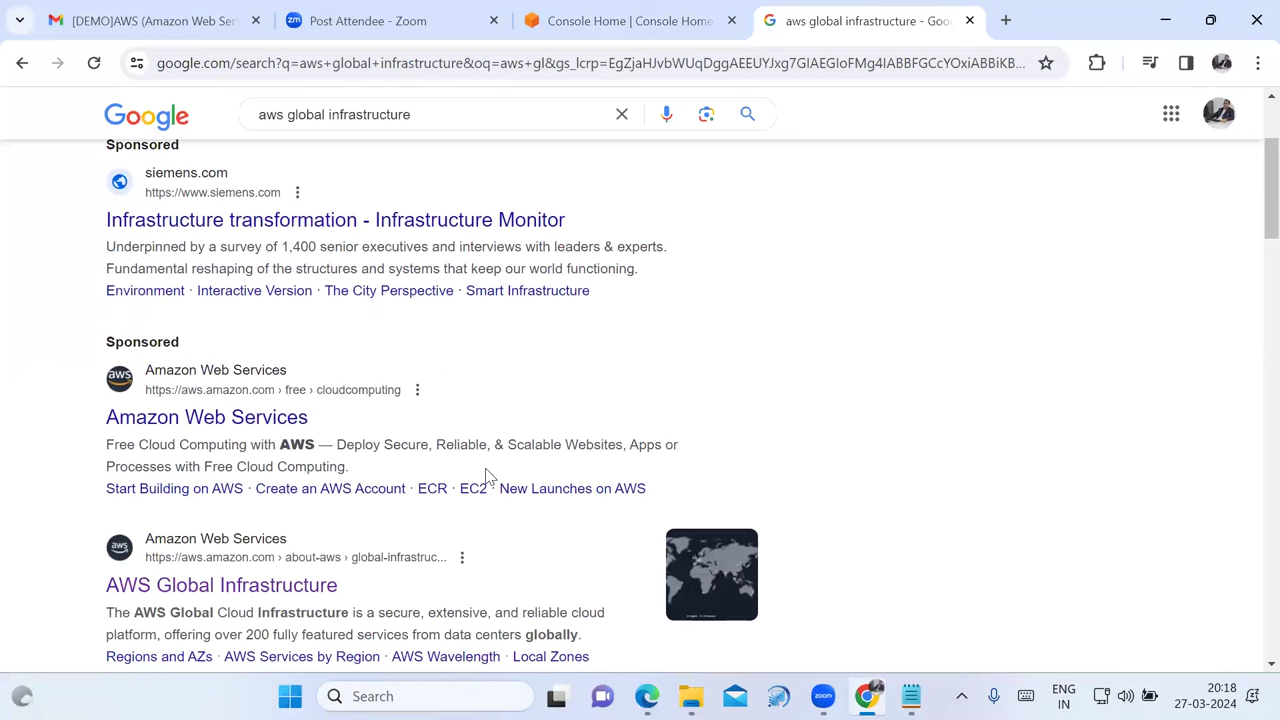 [DEMO]AWS (Amazon Web Ser
Post Attendee - Zoom
Console Home | Console Home
aws global infrastructure - Goo
google.com/search?q=aws+global+infrastructure&oq=aws+gl&gs_lcrp=EgZjaHJvbWUqDggAEEUYJxg7GIAEGIoFMg4IABBFGCcYOxiABBiKB...
Google
aws global infrastructure
Sponsored
siemens.com
https://www.siemens.com
Infrastructure transformation - Infrastructure Monitor
Underpinned by a survey of 1,400 senior executives and interviews with leaders & experts.
Fundamental reshaping of the structures and systems that keep our world functioning.
Environment · Interactive Version · The City Perspective · Smart Infrastructure
Sponsored
aws
Amazon Web Services
https://aws.amazon.com › free › cloudcomputing
Amazon Web Services
Free Cloud Computing with AWS — Deploy Secure, Reliable, & Scalable Websites, Apps or
Processes with Free Cloud Computing.
Start Building on AWS · Create an AWS Account · ECR · EC2 · New Launches on AWS
aws
Amazon Web Services
https://aws.amazon.com › about-aws › global-infrastruc...
AWS Global Infrastructure
The AWS Global Cloud Infrastructure is a secure, extensive, and reliable cloud
platform, offering over 200 fully featured services from data centers globally.
Regions and AZs · AWS Services by Region · AWS Wavelength · Local Zones
Search
zoom
ENG
IN
20:18
27-03-2024